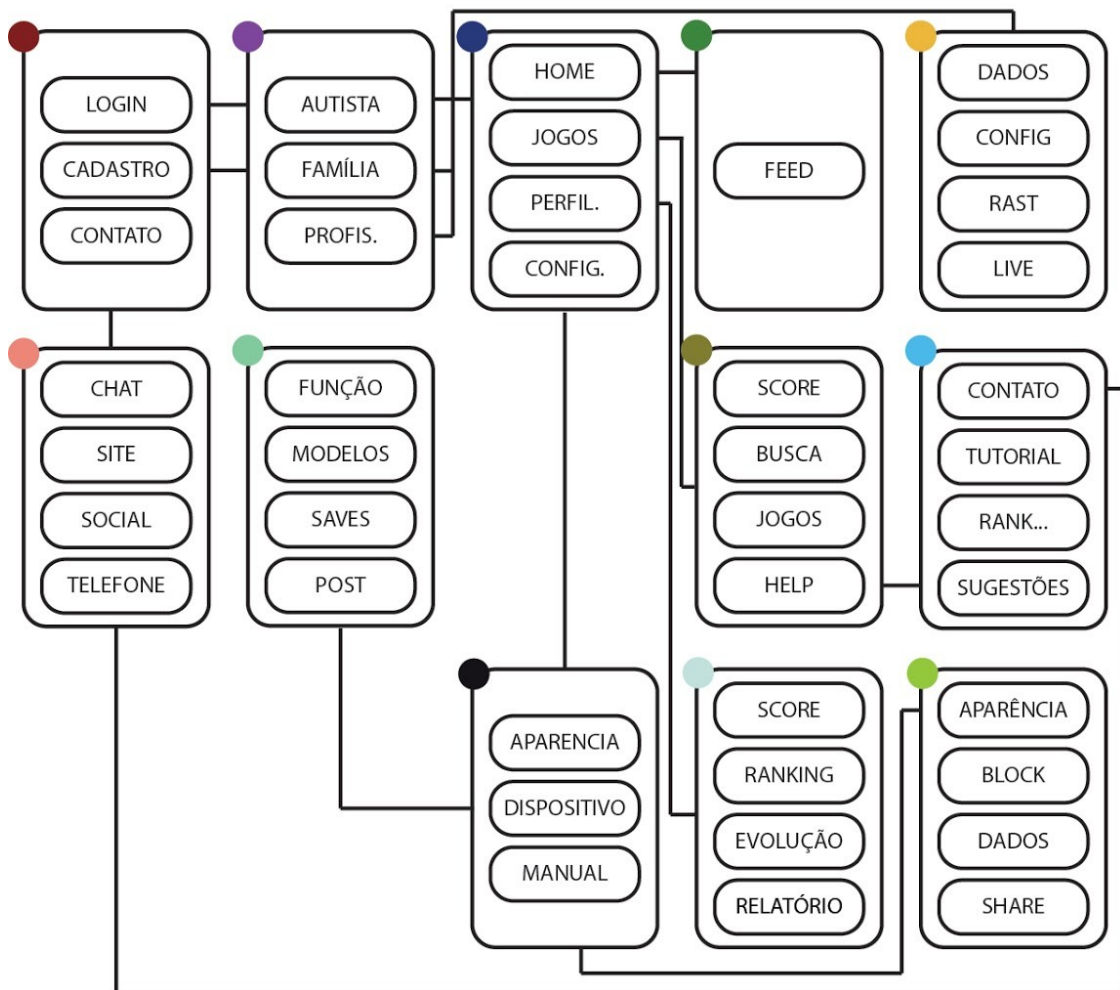 LOGIN
CADASTRO
CONTATO
AUTISTA
FAMÍLIA
PROFIS.
HOME
JOGOS
PERFIL.
CONFIG.
FEED
DADOS
CONFIG
RAST
LIVE
CHAT
SITE
SOCIAL
TELEFONE
FUNÇÃO
MODELOS
SAVES
POST
SCORE
BUSCA
JOGOS
HELP
CONTATO
TUTORIAL
RANK...
SUGESTÕES
APARENCIA
DISPOSITIVO
MANUAL
SCORE
RANKING
EVOLUÇÃO
RELATÓRIO
APARÊNCIA
BLOCK
DADOS
SHARE